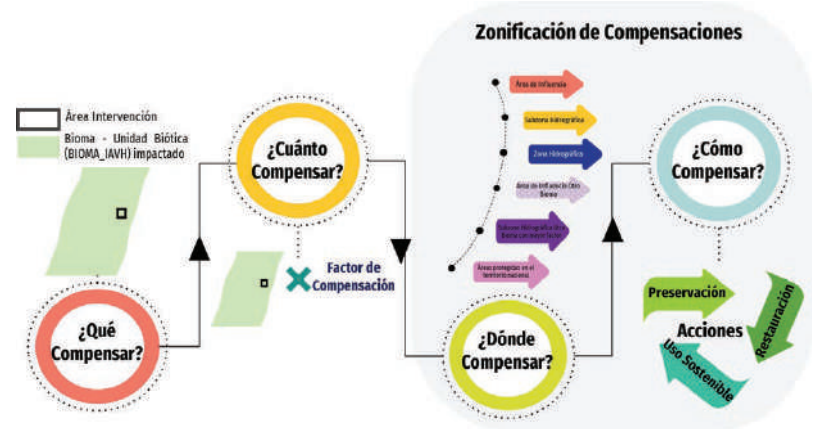 Zonificación de Compensaciones
Área Intervención
Bioma - Unidad Biótica
(BIOMA_IAVH) impactado
¿Qué
Compensar?
¿Cuánto
Compensar?
Factor de
Compensación
Área de Influencia
Subzona Hidrográfica
Zona Hidrográfica
Área de Influencia Otro
Bioma
Subzona Hidrográfica
Bioma con mayor factor
Áreas protegidas en el
territorio nacional
¿Dónde
Compensar?
¿Cómo
Compensar?
Preservación
Restauración
Acciones
Uso Sostenible